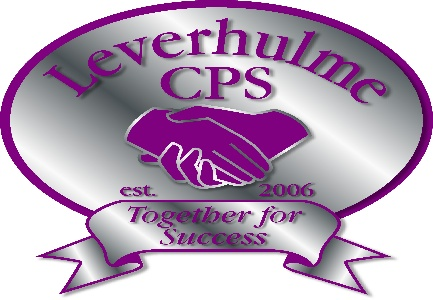 Leverhulme
CPS
est. 2006
Together for
Success